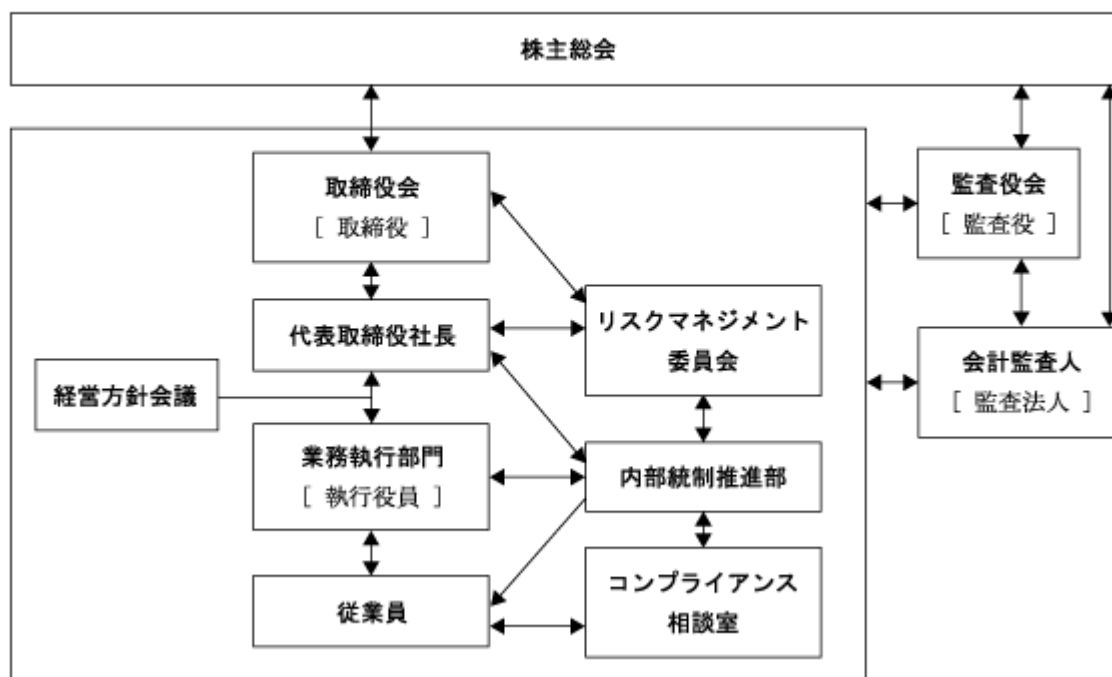 株主総会
取締役会
[ 取締役 ]
監査役会
[ 監査役 ]
代表取締役社長
リスクマネジメント
委員会
会計監査人
[ 監査法人 ]
経営方針会議
業務執行部門
[ 執行役員 ]
内部統制推進部
従業員
コンプライアンス
相談室